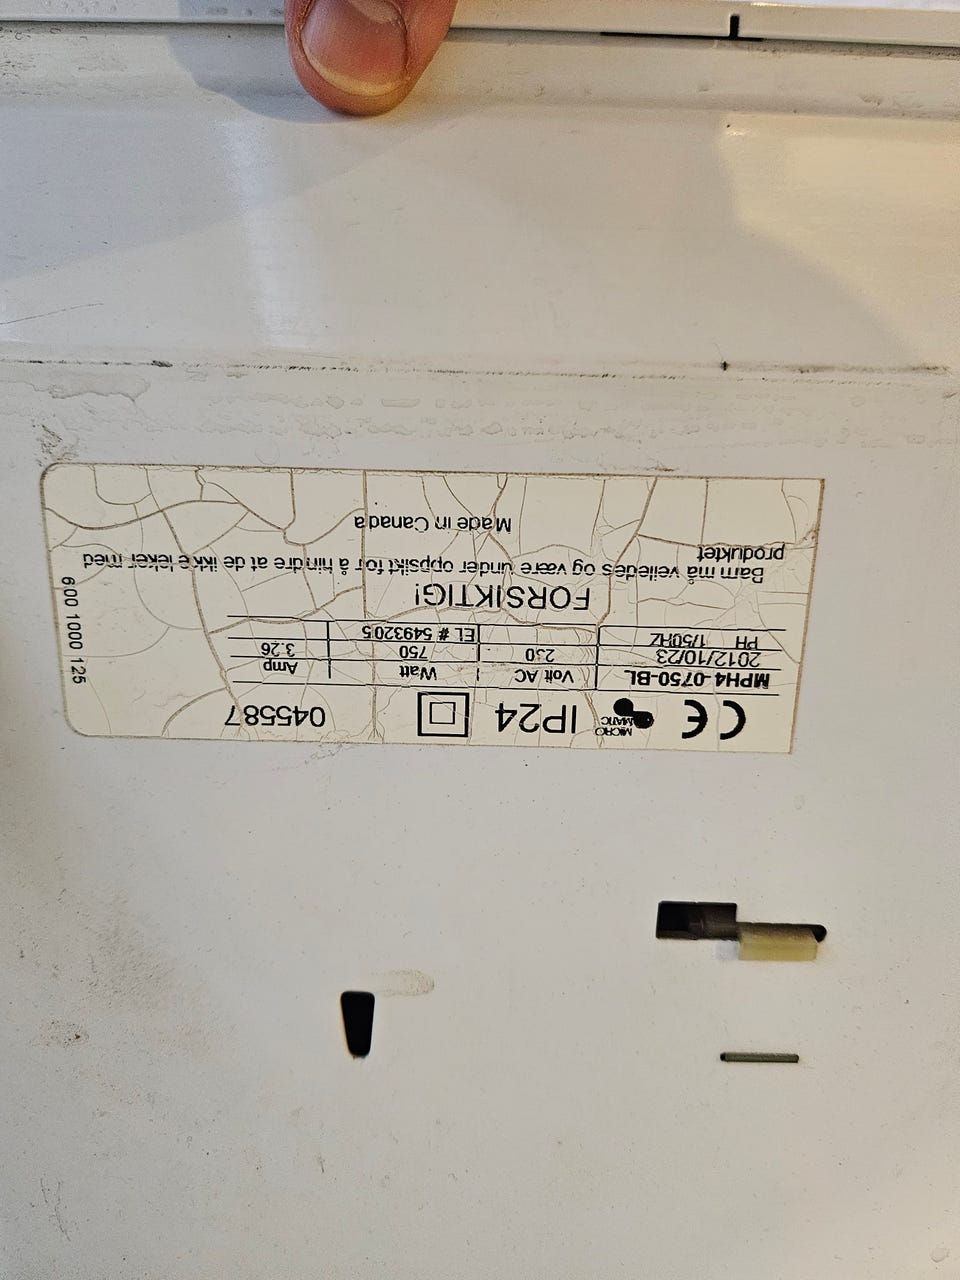 CE MICRO MATIC IP24 045587
MPH4-0750-BL Volt AC Watt Amp
2012/10/23 230 750 3.26
PH 1/50HZ EL # 5493205
FORSIKTIG!
Barn må veiledes og være under oppsikt for å hindre at de ikke leker med
produktet
Made in Canada
600 1000 125